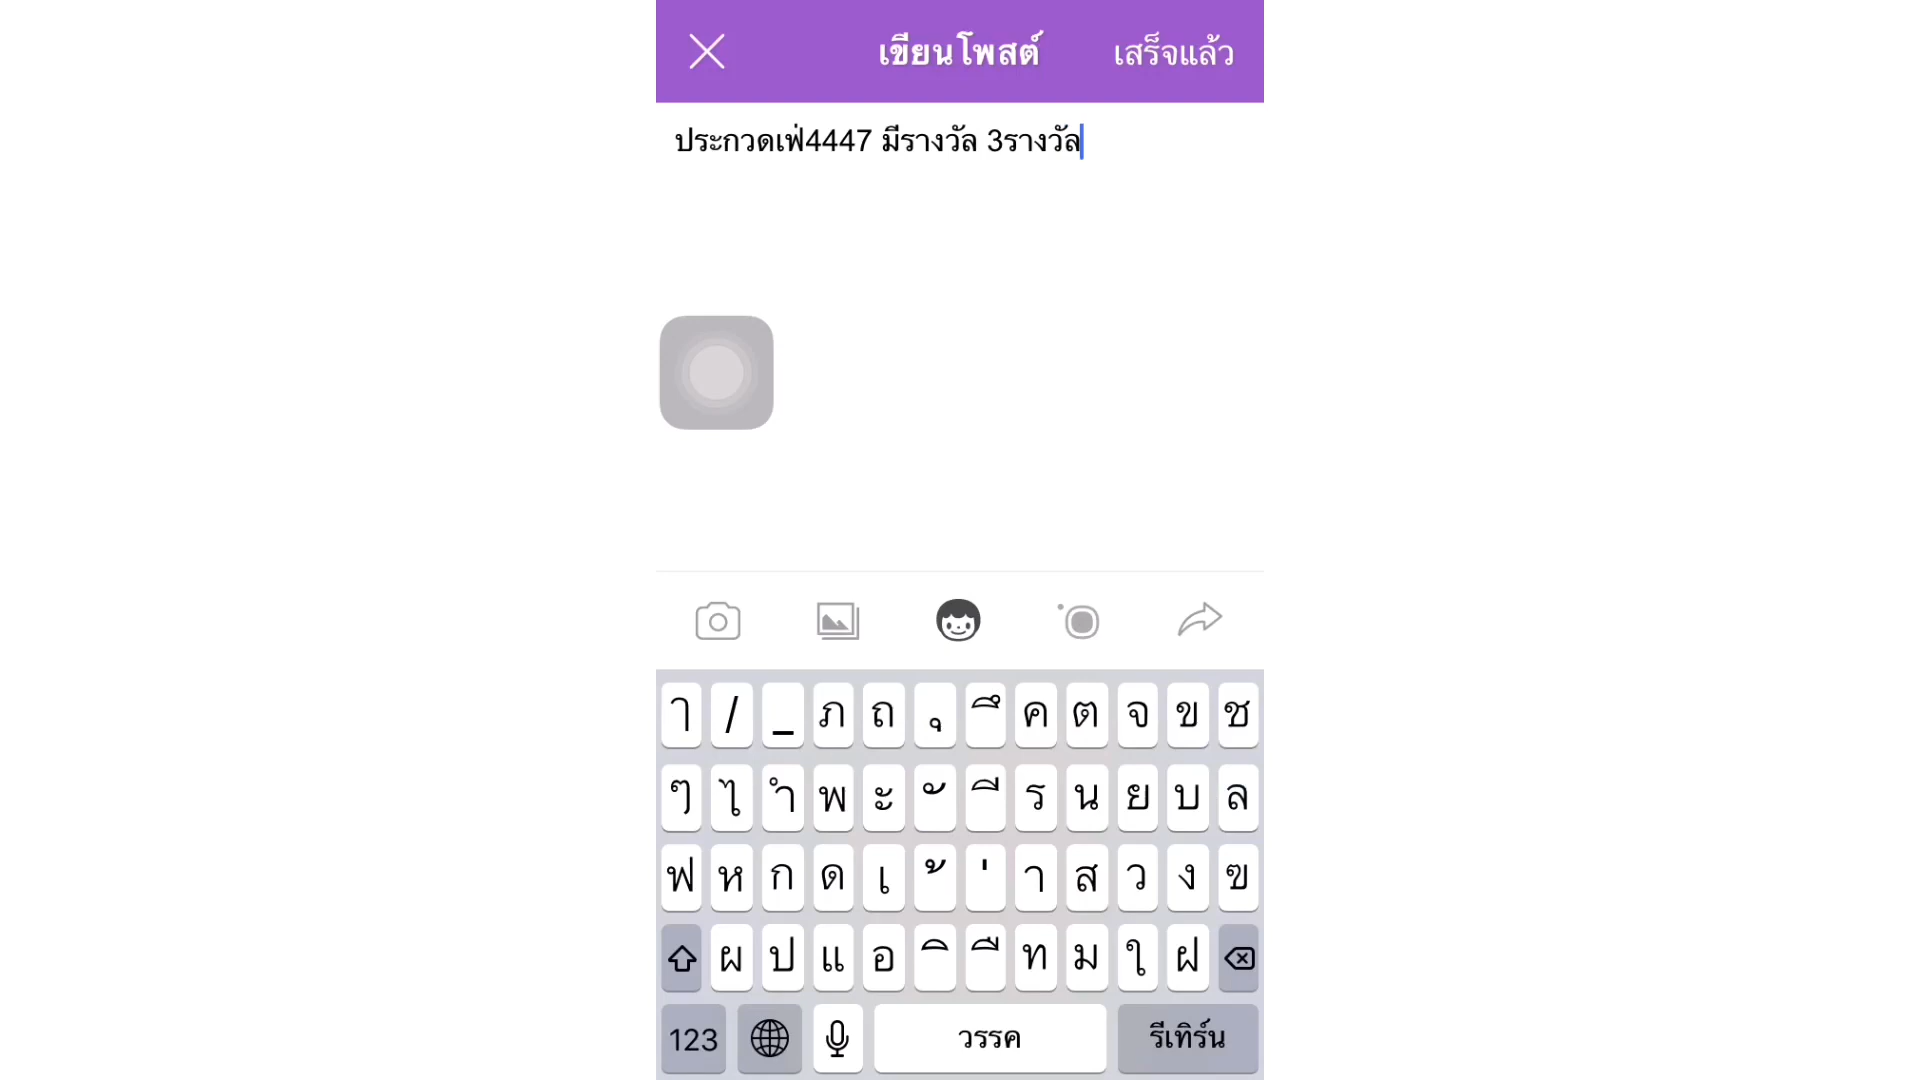 เขียนโพสต์ เสร็จแล้ว
ประกวดเฟ่4447 มีรางวัล 3รางวัล
ๅ / _ ภ ถ ุ ึ ค ต จ ข ช
ๆ ไ ำ พ ะ ั ี ร น ย บ ล
ฟ ห ก ด เ ้ ่ า ส ว ง ฃ
ผ ป แ อ ิ ื ท ม ใ ฝ
123 วรรค รีเทิร์น